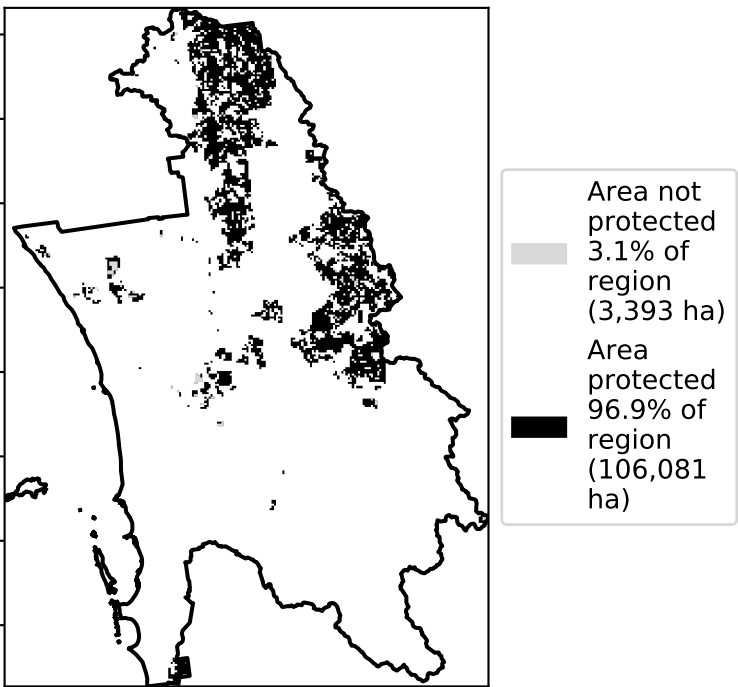 Area not
protected
3.1% of
region
(3,393 ha)
Area
protected
96.9% of
region
(106,081
ha)